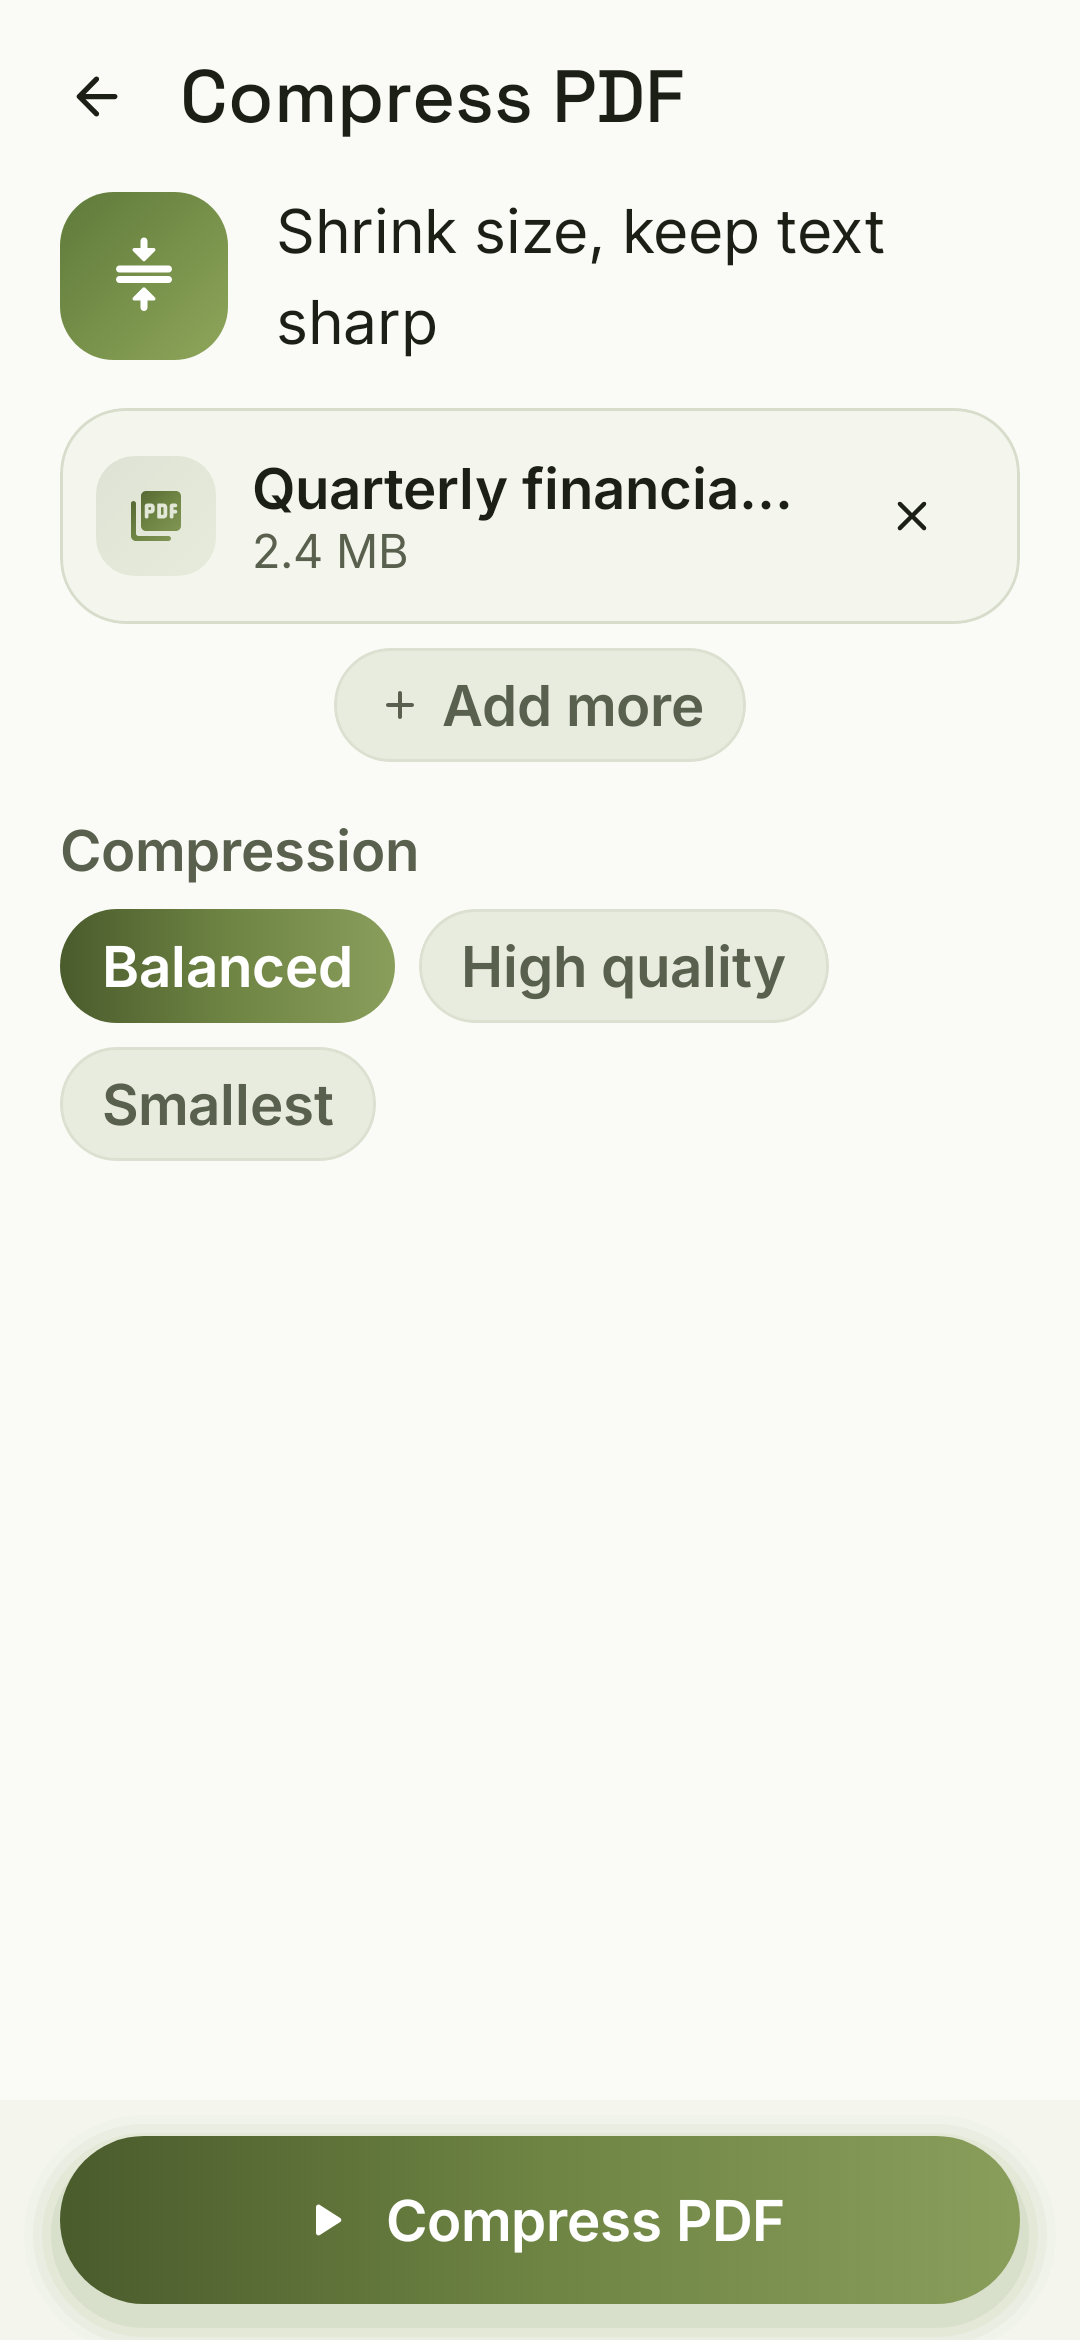 Compress PDF
Shrink size, keep text
sharp
PDF
Quarterly financia...
2.4 MB
+ Add more
Compression
Balanced
High quality
Smallest
Compress PDF